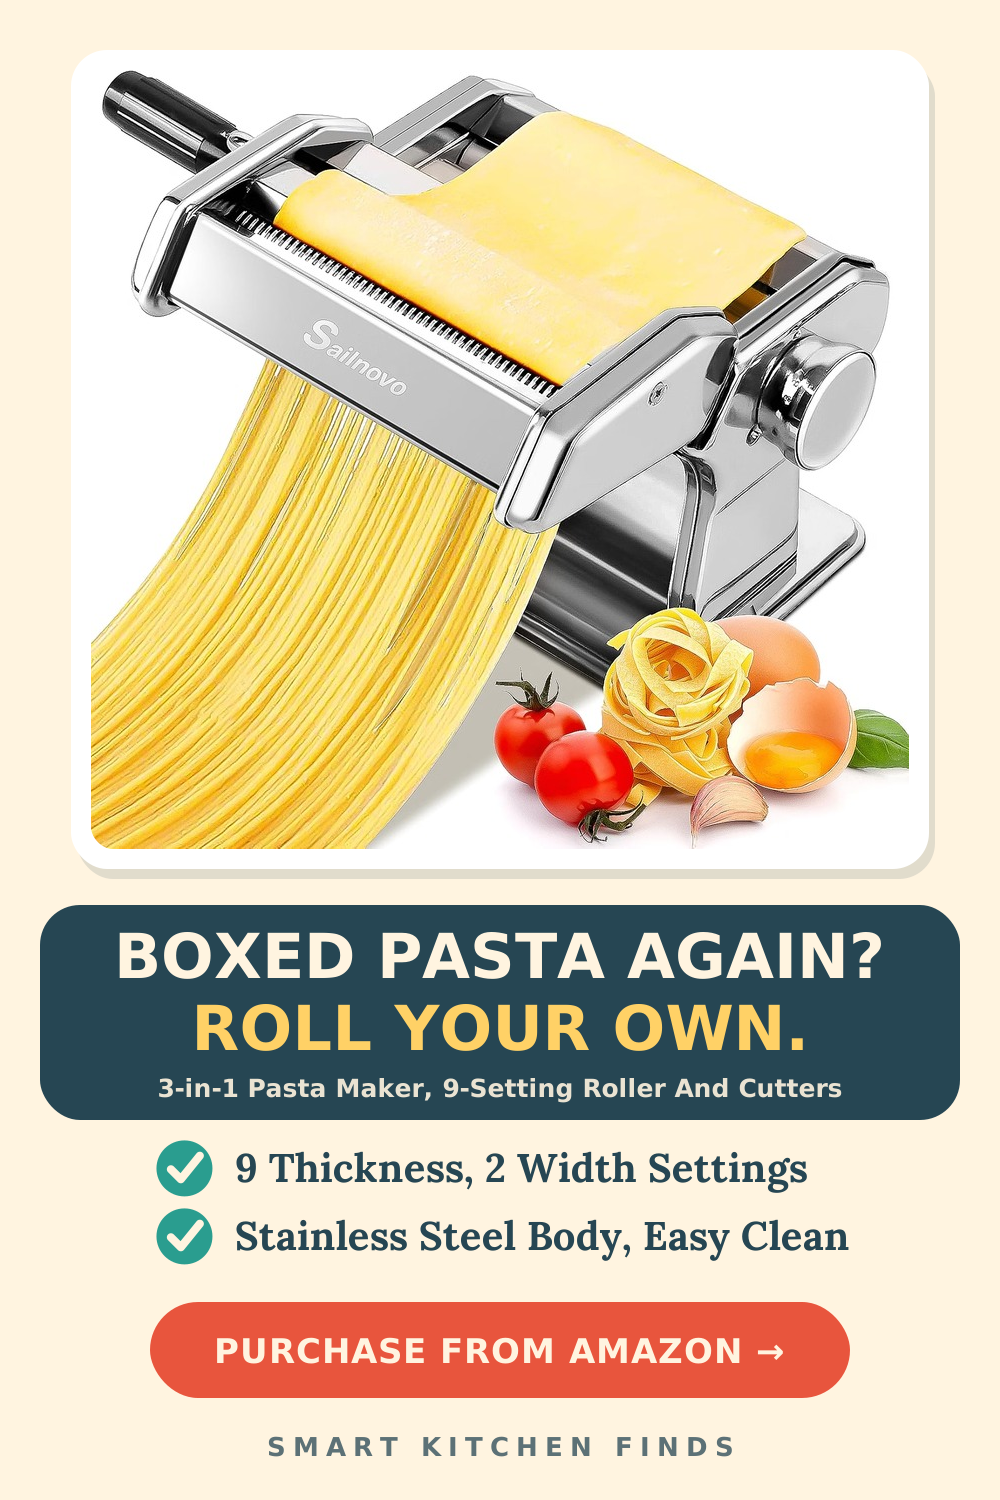 Sailnovo
BOXED PASTA AGAIN?
ROLL YOUR OWN.
3-in-1 Pasta Maker, 9-Setting Roller And Cutters
9 Thickness, 2 Width Settings
Stainless Steel Body, Easy Clean
PURCHASE FROM AMAZON →
SMART KITCHEN FINDS